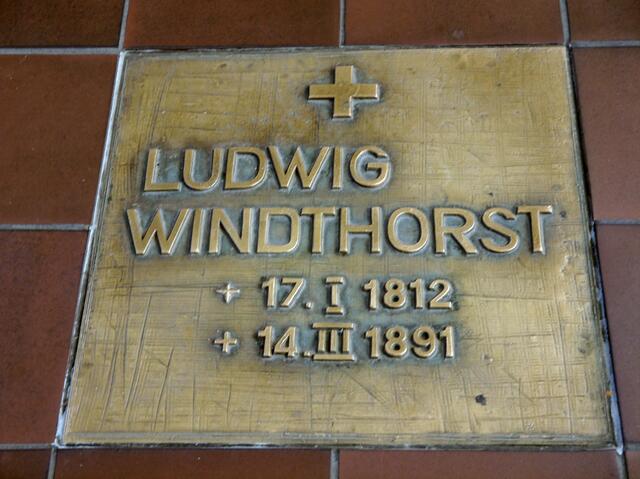 LUDWIG
WINDTHORST
+ 17. I 1812
+ 14. III 1891